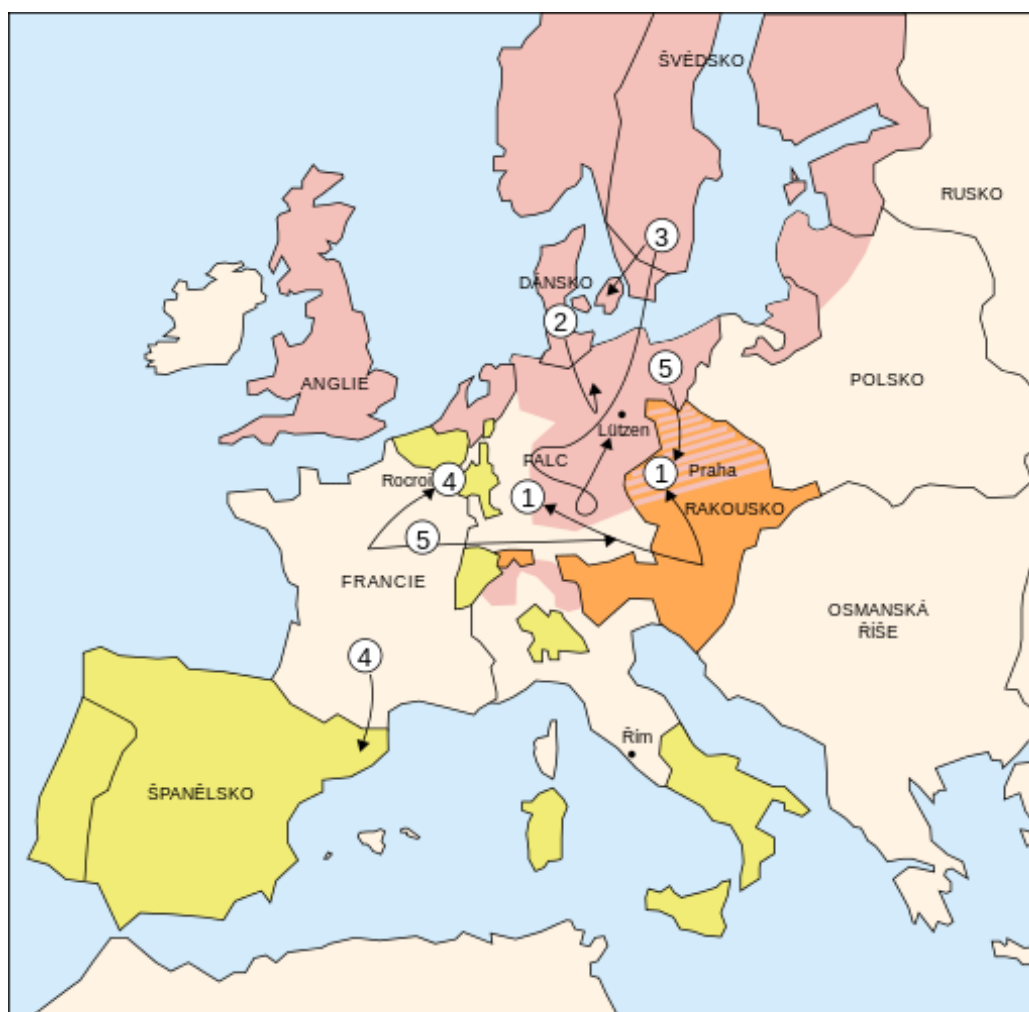 ŠVÉDSKO
RUSKO
3
DÁNSKO
2
5
ANGLIE
POLSKO
Lützen
FALC
Praha
Rocroi
4
1
1
RAKOUSKO
5
FRANCIE
OSMANSKÁ
ŘÍŠE
4
Řím
ŠPANĚLSKO